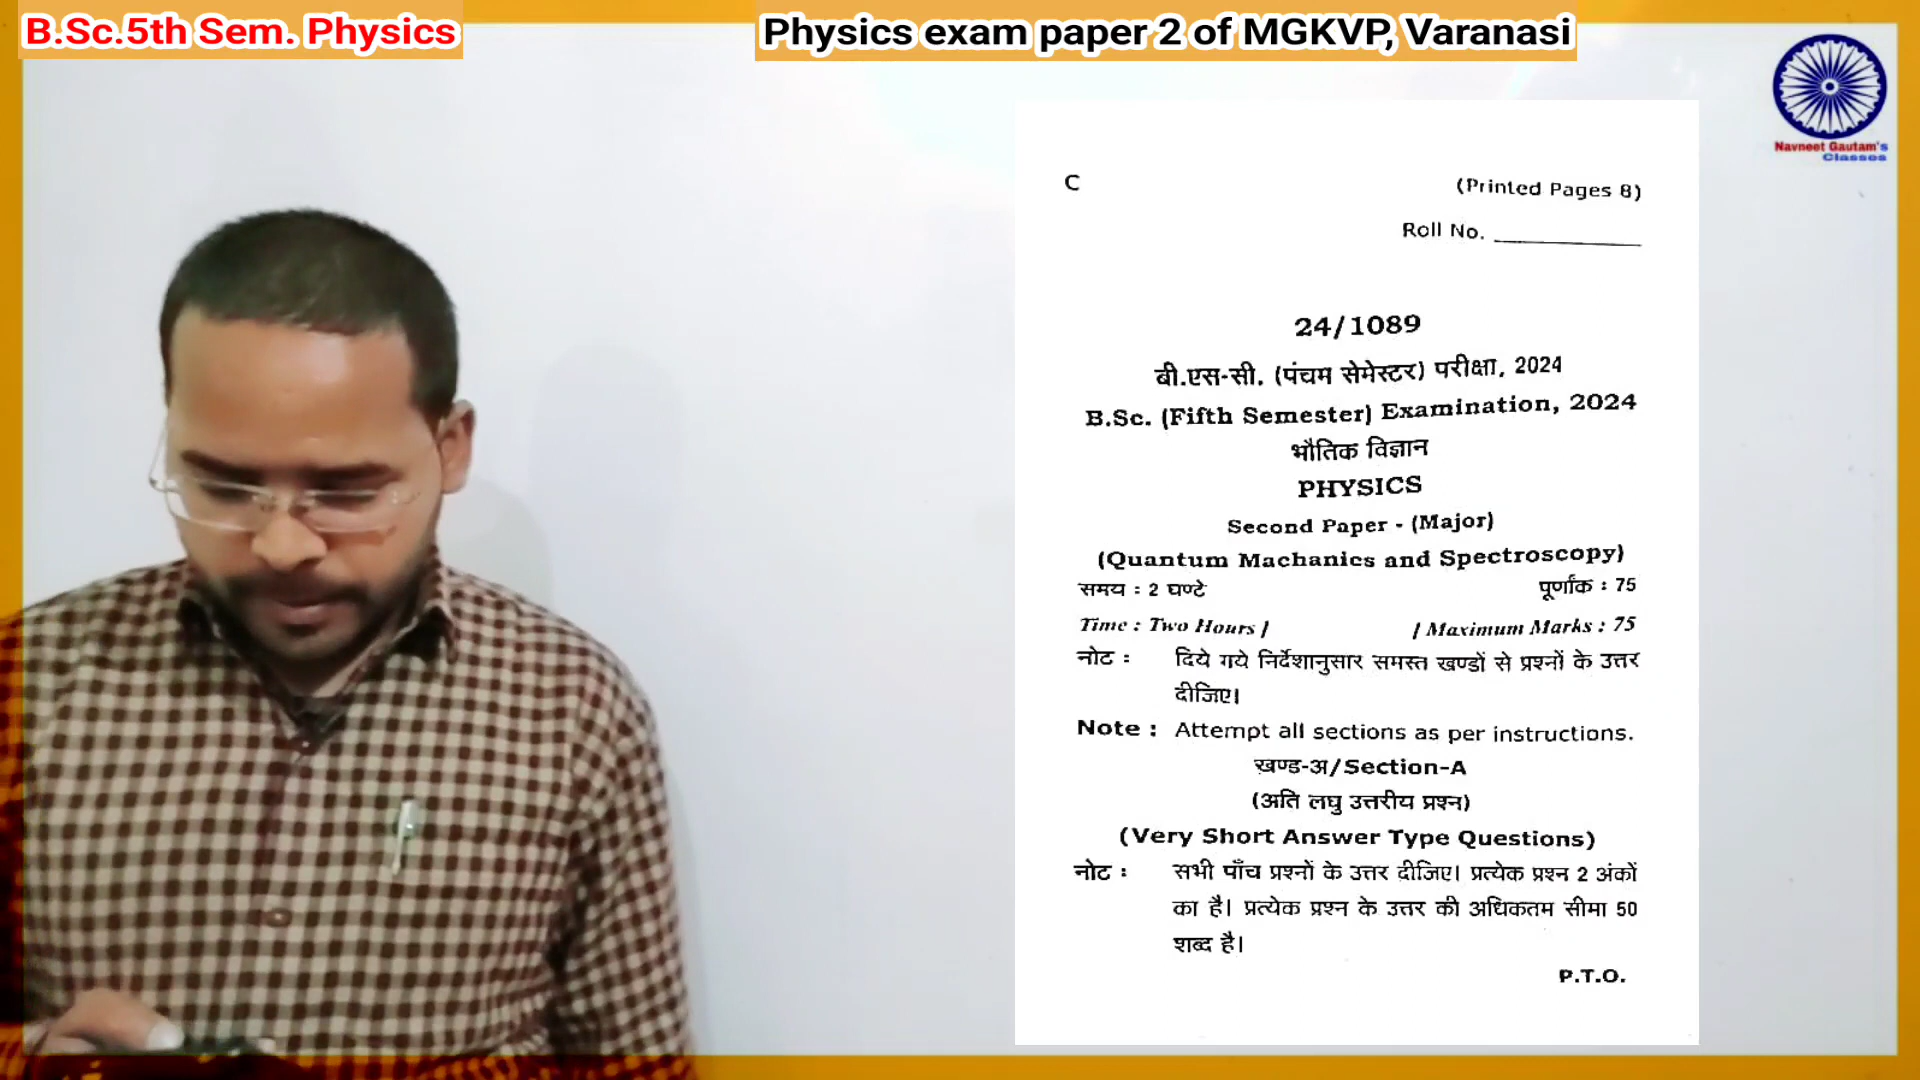 B.Sc.5th Sem. Physics
Physics exam paper 2 of MGKVP, Varanasi
Navneet Gautam's
Classes
C
(Printed Pages 8)
Roll No. ____________
24/1089
बी.एस-सी. (पंचम सेमेस्टर) परीक्षा, 2024
B.Sc. (Fifth Semester) Examination, 2024
भौतिक विज्ञान
PHYSICS
Second Paper - (Major)
(Quantum Machanics and Spectroscopy)
समय : 2 घण्टे पूर्णांक : 75
Time : Two Hours ] [ Maximum Marks : 75
नोट : दिये गये निर्देशानुसार समस्त खण्डों से प्रश्नों के उत्तर
दीजिए।
Note : Attempt all sections as per instructions.
खण्ड-अ/Section-A
(अति लघु उत्तरीय प्रश्न)
(Very Short Answer Type Questions)
नोट : सभी पाँच प्रश्नों के उत्तर दीजिए। प्रत्येक प्रश्न 2 अंकों
का है। प्रत्येक प्रश्न के उत्तर की अधिकतम सीमा 50
शब्द है।
P.T.O.